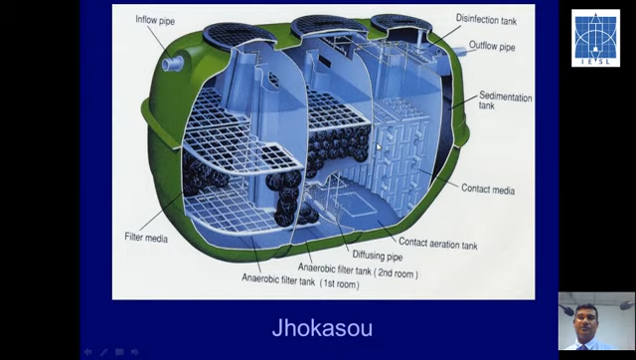 Inflow pipe
Disinfection tank
Outflow pipe
Sedimentation
tank
Contact media
Filter media
Contact aeration tank
Diffusing pipe
Anaerobic filter tank (2nd room)
Anaerobic filter tank (1st room)
Jhokasou
I E S L